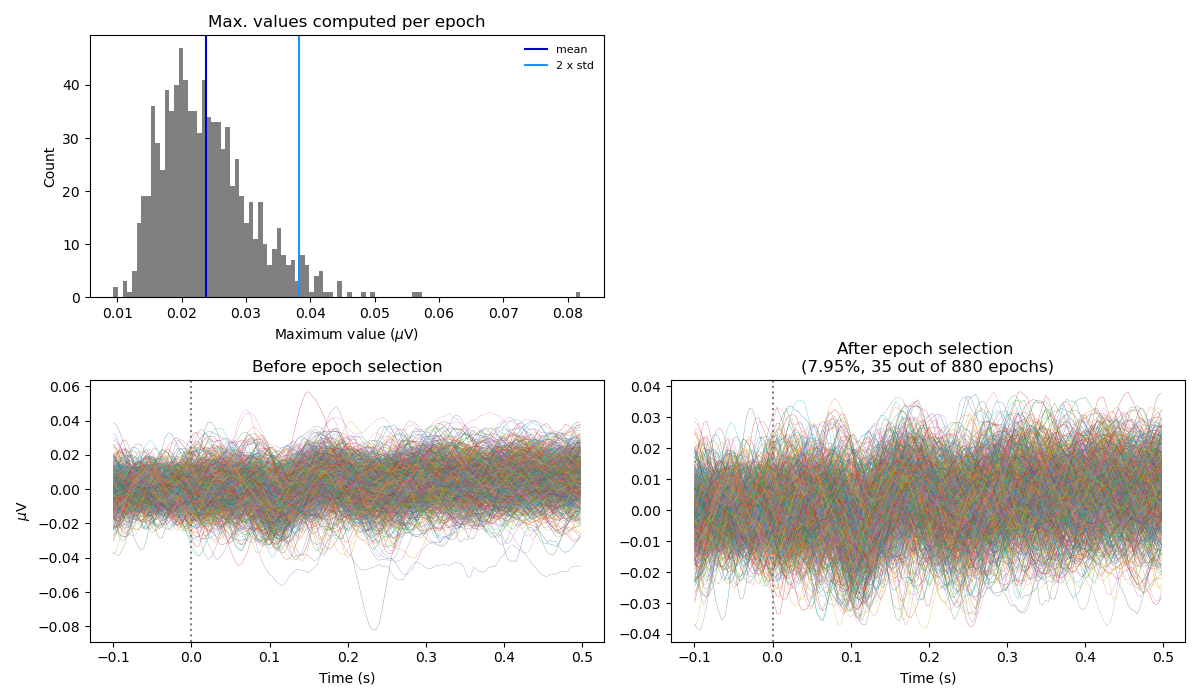 Max. values computed per epoch
mean
2 x std
Count
40
30
20
10
0
0.01 0.02 0.03 0.04 0.05 0.06 0.07 0.08
Maximum value (μV)
Before epoch selection
μV
0.06
0.04
0.02
0.00
−0.02
−0.04
−0.06
−0.08
−0.1 0.0 0.1 0.2 0.3 0.4 0.5
Time (s)
After epoch selection
(7.95%, 35 out of 880 epochs)
0.04
0.03
0.02
0.01
0.00
−0.01
−0.02
−0.03
−0.04
−0.1 0.0 0.1 0.2 0.3 0.4 0.5
Time (s)